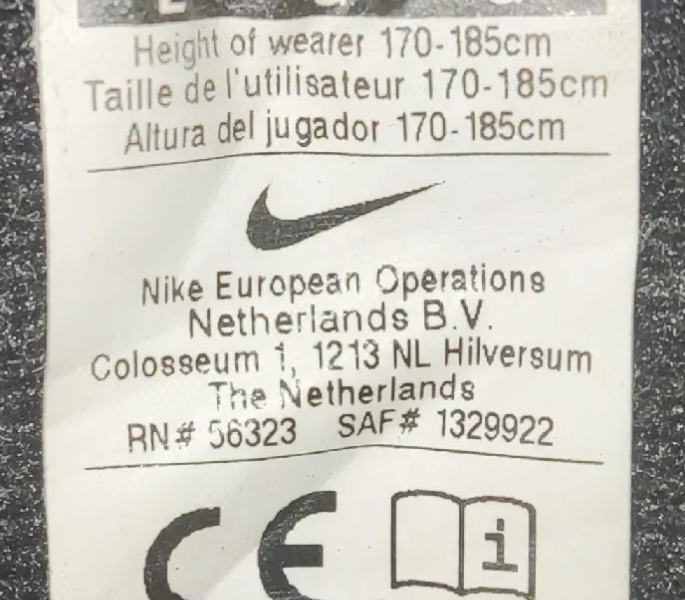 Height of wearer 170-185cm
Taille de l'utilisateur 170-185cm
Altura del jugador 170-185cm
Nike European Operations
Netherlands B.V.
Colosseum 1, 1213 NL Hilversum
The Netherlands
RN# 56323 SAF# 1329922
CE i